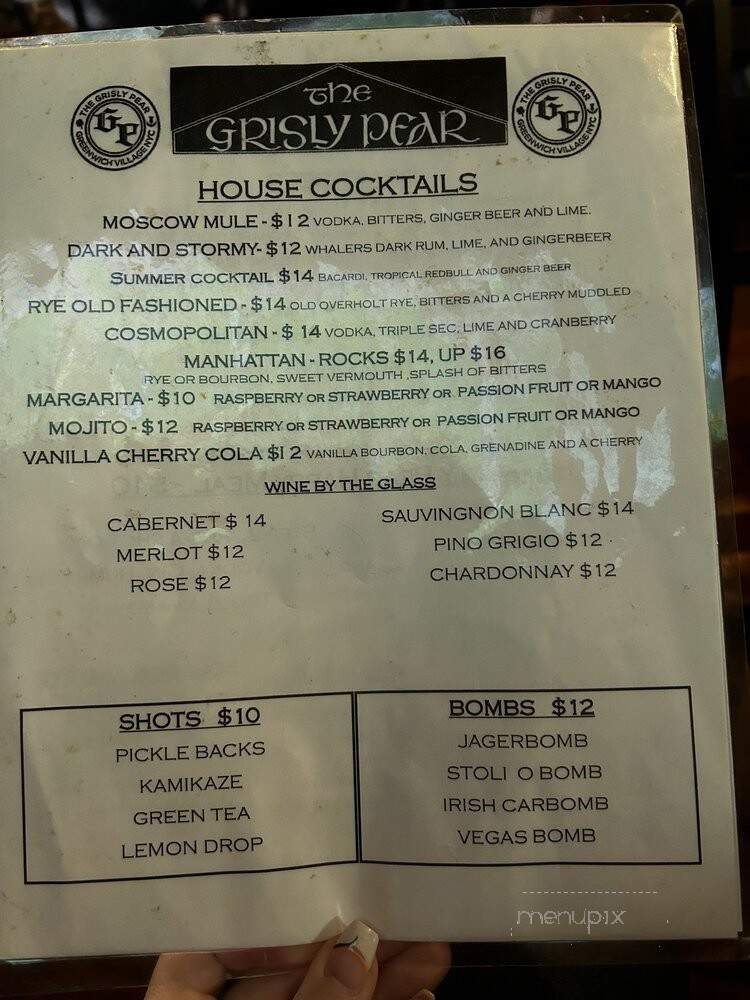 THE GRISLY PEAR
GP
GREENWICH VILLAGE NYC
The
GRISLY PEAR
THE GRISLY PEAR
GP
GREENWICH VILLAGE NYC
HOUSE COCKTAILS
MOSCOW MULE - $12 VODKA, BITTERS, GINGER BEER AND LIME.
DARK AND STORMY- $12 WHALERS DARK RUM, LIME, AND GINGERBEER
SUMMER COCKTAIL $14 BACARDI, TROPICAL REDBULL AND GINGER BEER
RYE OLD FASHIONED - $14 OLD OVERHOLT RYE, BITTERS AND A CHERRY MUDDLED
COSMOPOLITAN - $ 14 VODKA, TRIPLE SEC, LIME AND CRANBERRY
MANHATTAN - ROCKS $14, UP $16
RYE OR BOURBON, SWEET VERMOUTH ,SPLASH OF BITTERS
MARGARITA - $10 RASPBERRY OR STRAWBERRY OR PASSION FRUIT OR MANGO
MOJITO - $12 RASPBERRY OR STRAWBERRY OR PASSION FRUIT OR MANGO
VANILLA CHERRY COLA $12 VANILLA BOURBON, COLA, GRENADINE AND A CHERRY
WINE BY THE GLASS
CABERNET $ 14
MERLOT $12
ROSE $12
SAUVINGNON BLANC $14
PINO GRIGIO $12
CHARDONNAY $12
SHOTS $10
PICKLE BACKS
KAMIKAZE
GREEN TEA
LEMON DROP
BOMBS $12
JAGERBOMB
STOLI O BOMB
IRISH CARBOMB
VEGAS BOMB
menupix